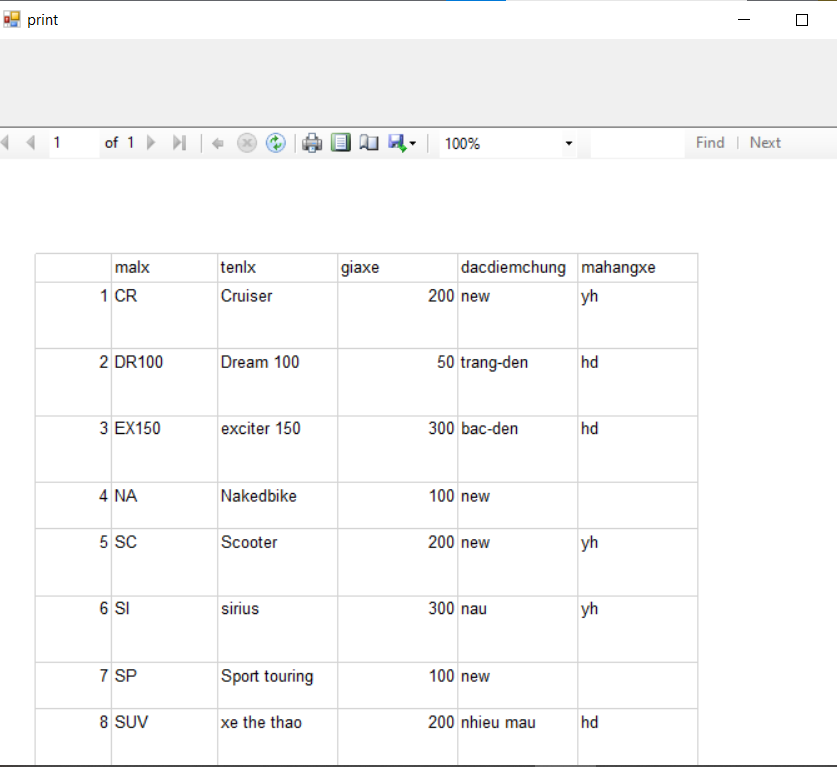 print
1 of 1 100% Find Next
malx tenlx giaxe dacdiemchung mahangxe
1 CR Cruiser 200 new yh
2 DR100 Dream 100 50 trang-den hd
3 EX150 exciter 150 300 bac-den hd
4 NA Nakedbike 100 new
5 SC Scooter 200 new yh
6 SI sirius 300 nau yh
7 SP Sport touring 100 new
8 SUV xe the thao 200 nhieu mau hd